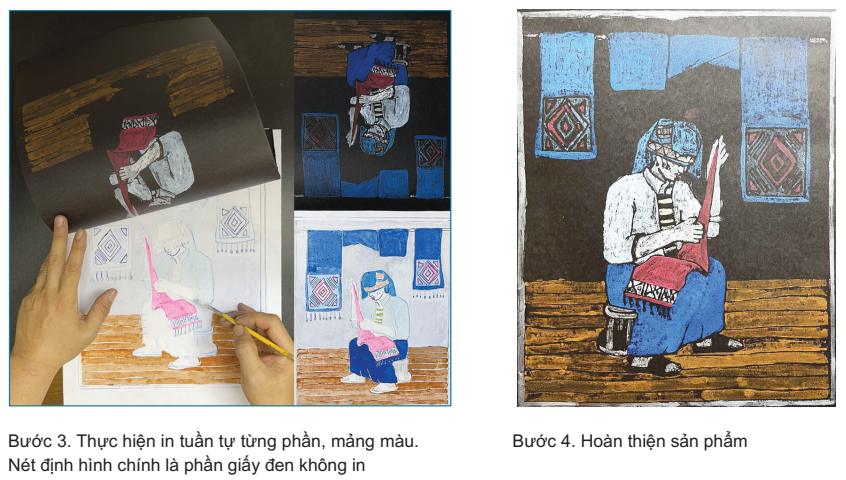 Bước 3. Thực hiện in tuần tự từng phần, mảng màu.
Nét định hình chính là phần giấy đen không in
Bước 4. Hoàn thiện sản phẩm